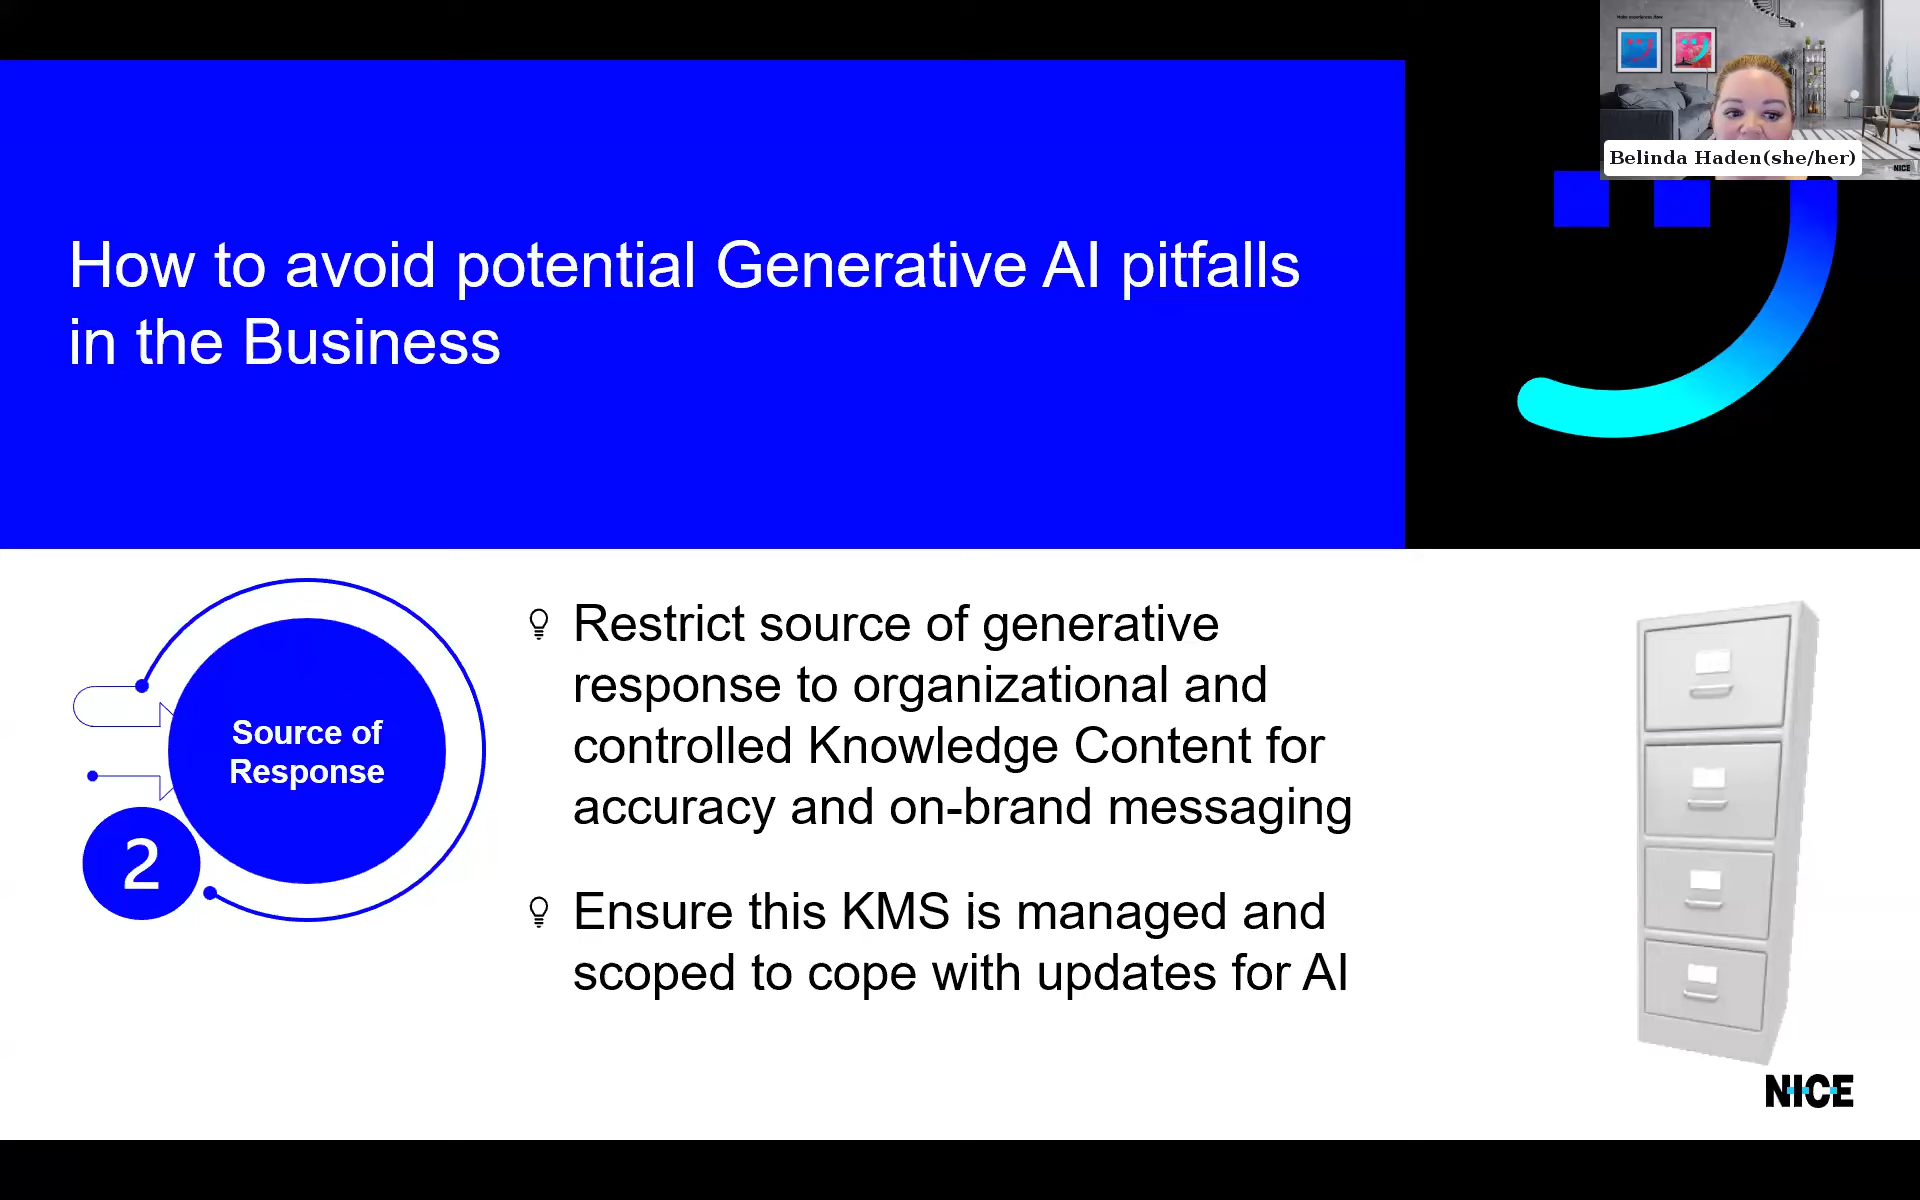 Belinda Haden(she/her)
NICE
How to avoid potential Generative AI pitfalls
in the Business
Source of
Response
2
Restrict source of generative
response to organizational and
controlled Knowledge Content for
accuracy and on-brand messaging
Ensure this KMS is managed and
scoped to cope with updates for AI
NICE